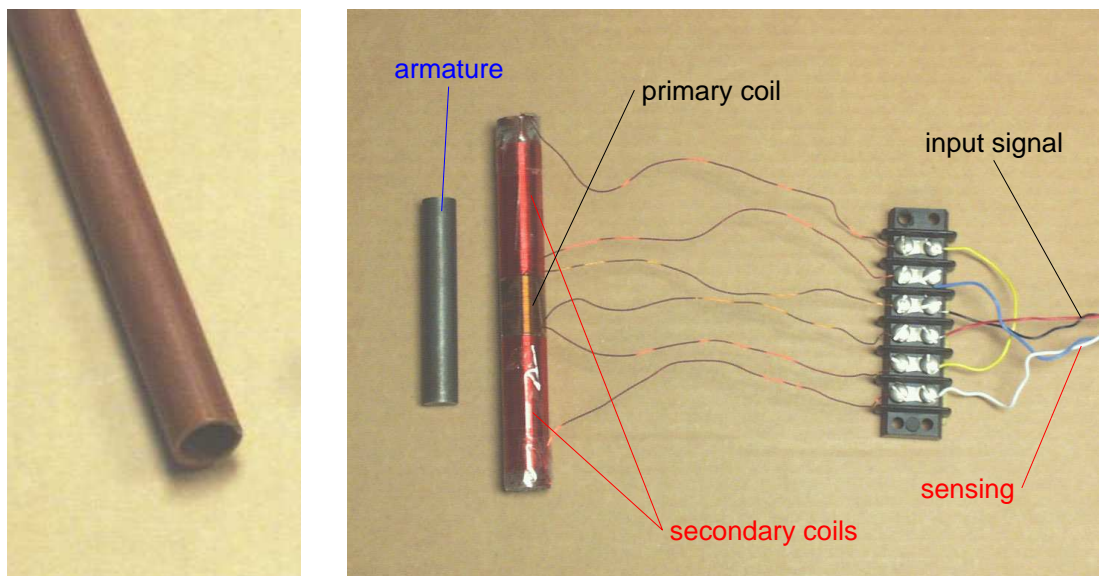 armature
primary coil
input signal
sensing
secondary coils